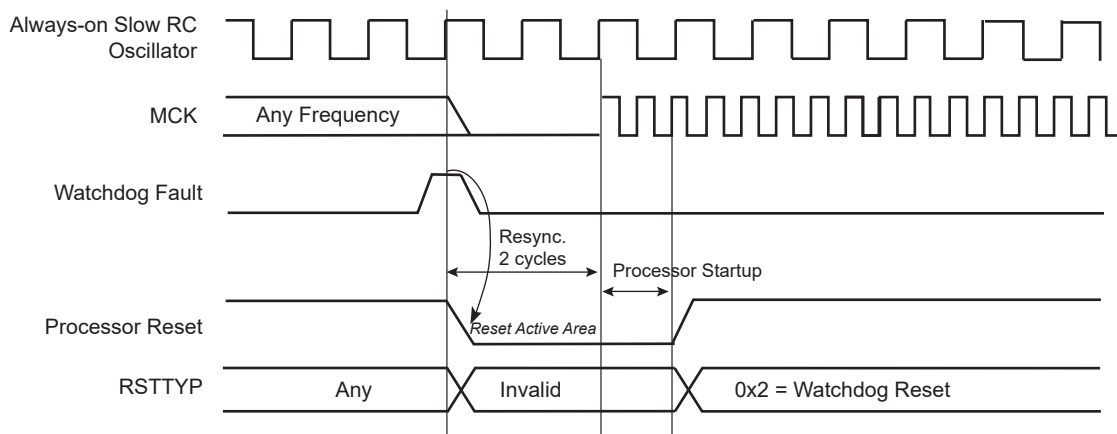 Always-on Slow RC
Oscillator
MCK
Any Frequency
Watchdog Fault
Resync.
2 cycles
Processor Startup
Processor Reset
Reset Active Area
RSTTYP
Any
Invalid
0x2 = Watchdog Reset